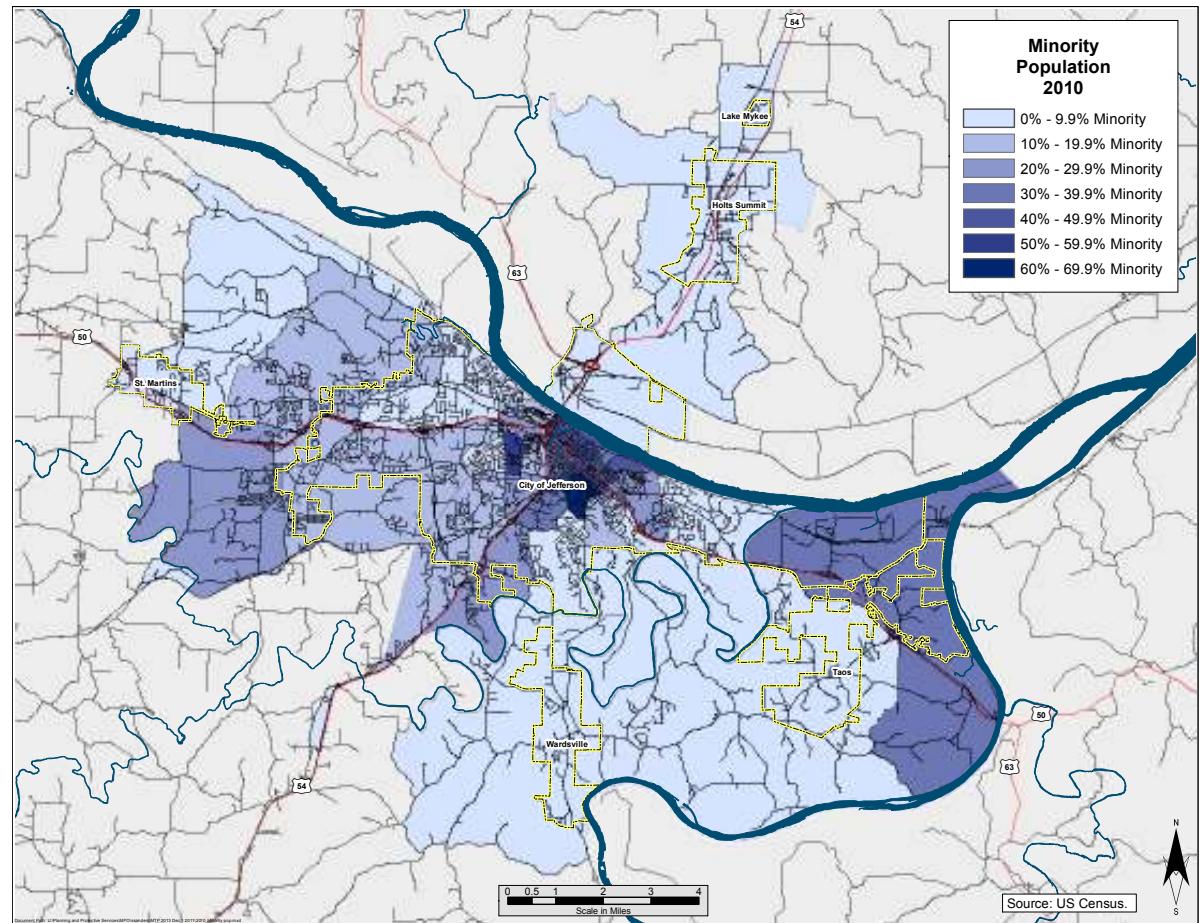 54
Minority
Population
2010
0% - 9.9% Minority
10% - 19.9% Minority
20% - 29.9% Minority
30% - 39.9% Minority
40% - 49.9% Minority
50% - 59.9% Minority
60% - 69.9% Minority
Lake Mykee
Holts Summit
63
50
St. Martins
City of Jefferson
Taos
50
Wardsville
63
54
N
S
0 0.5 1 2 3 4
Scale in Miles
Source: US Census.